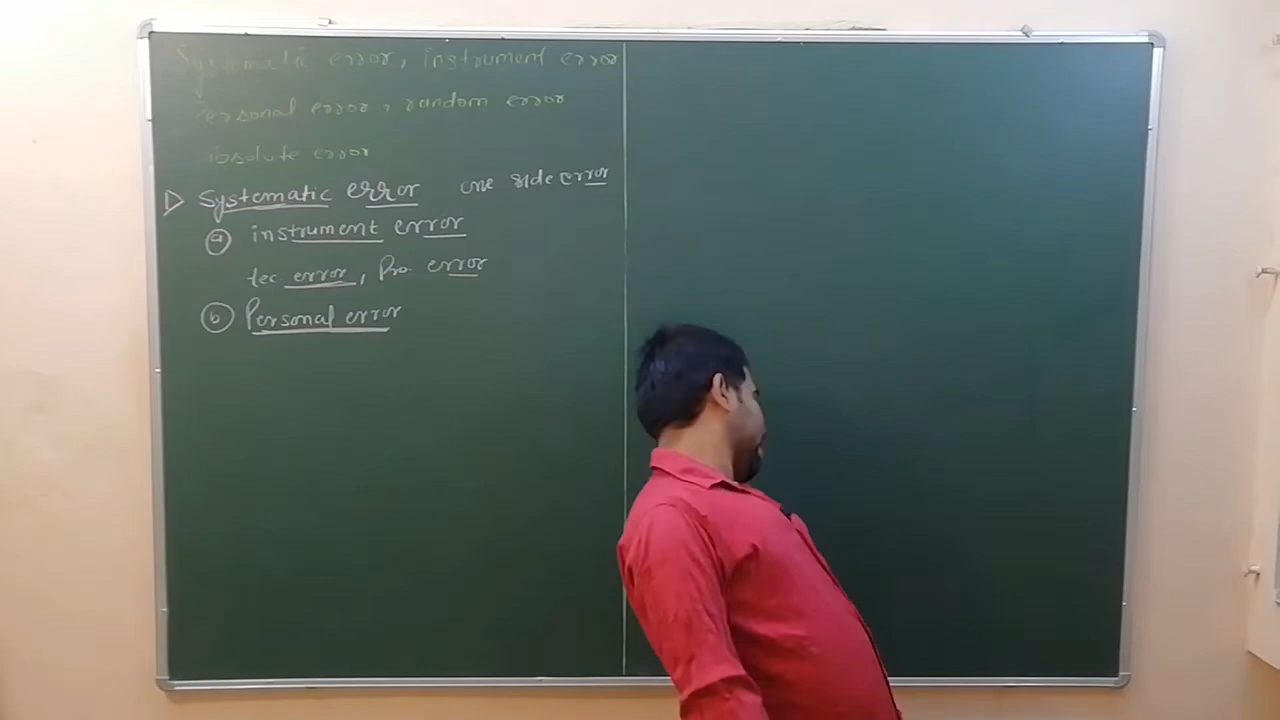 Systematic error, instrument error
Personal error, random error
absolute error
Systematic error one side error
a instrument error
tec. error, Pro. error
b Personal error